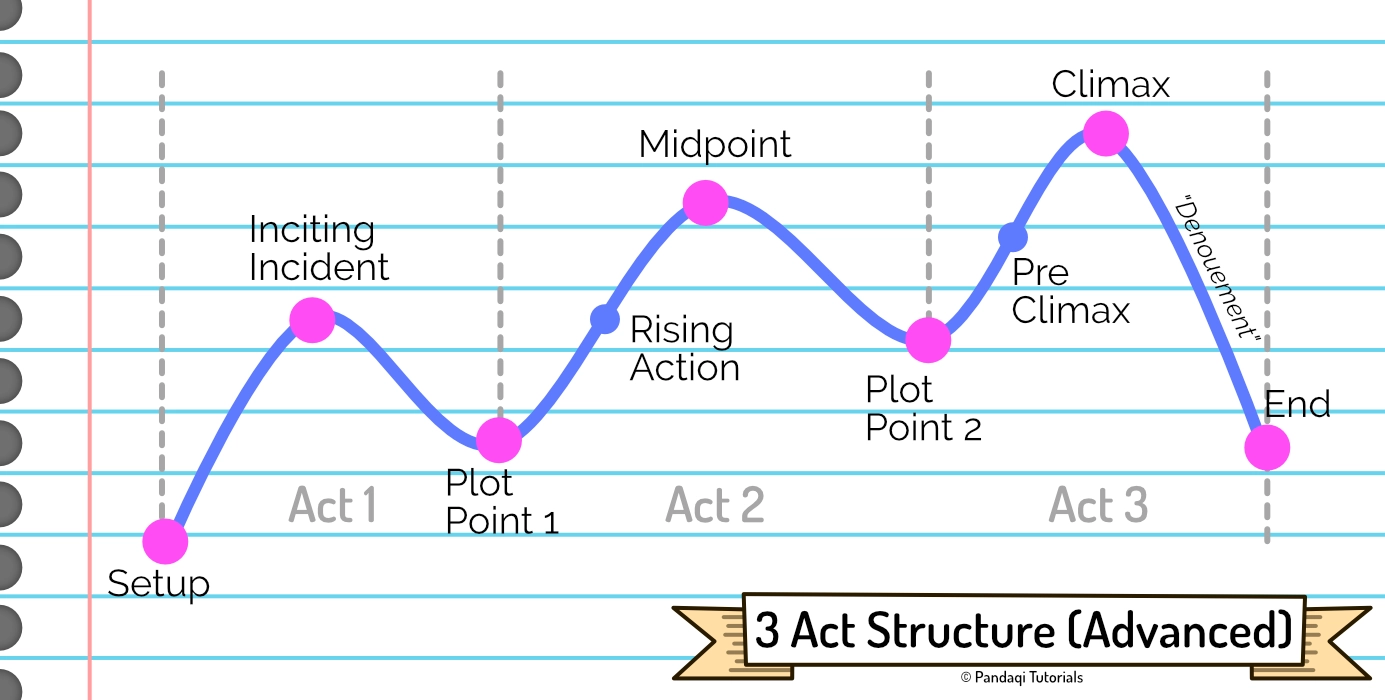 Climax
Midpoint
"Denouement"
Inciting
Incident
Pre
Climax
Rising
Action
Plot
Point 2
End
Plot
Point 1
Act 1
Act 2
Act 3
Setup
3 Act Structure (Advanced)
© Pandaqi Tutorials